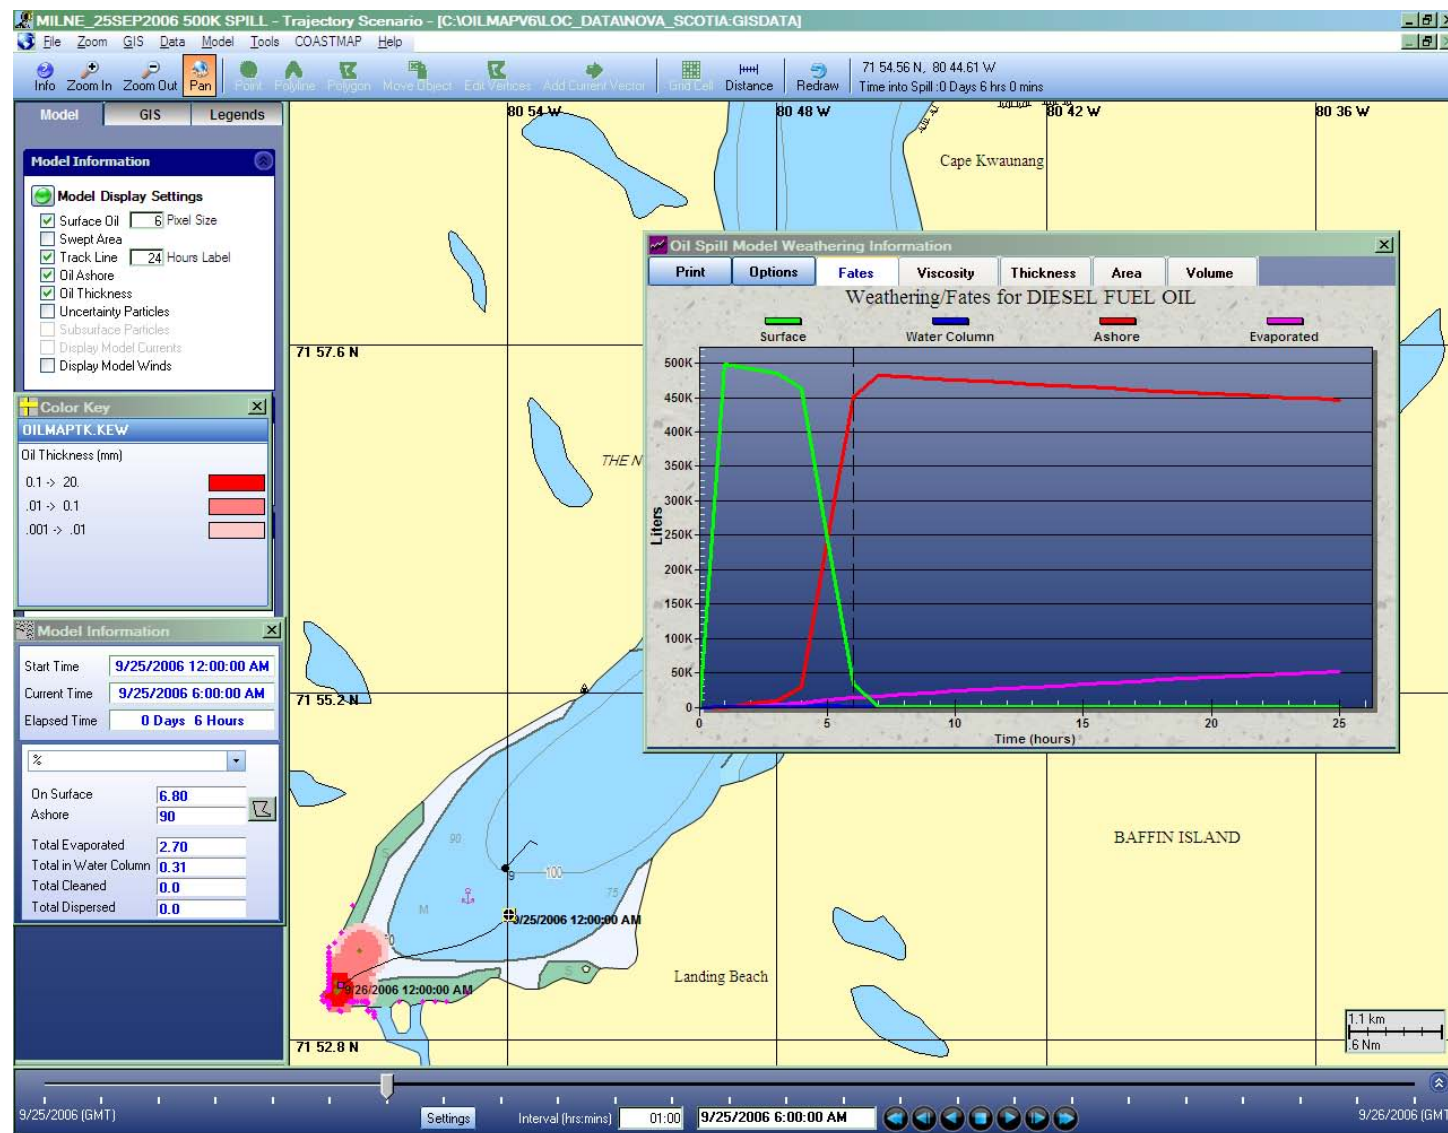 MILNE_25SEP2006 500K SPILL - Trajectory Scenario - [C:\OILMAPV6\LOC_DATA\NOVA_SCOTIA:GISDATA]
File Zoom GIS Data Model Tools COASTMAP Help
Info Zoom In Zoom Out Pan Point Polyline Polygon Move Object Edit Vertices Add Current Vector Grid Cell Distance Redraw
71 54.56 N, 80 44.61 W
Time into Spill :0 Days 6 hrs 0 mins
Model GIS Legends
Model Information
Model Display Settings
Surface Oil 6 Pixel Size
Swept Area
Track Line 24 Hours Label
Oil Ashore
Oil Thickness
Uncertainty Particles
Subsurface Particles
Display Model Currents
Display Model Winds
Color Key
OILMAPTK.KEW
Oil Thickness (mm)
0.1 -> 20.
.01 -> 0.1
.001 -> .01
Model Information
Start Time 9/25/2006 12:00:00 AM
Current Time 9/25/2006 6:00:00 AM
Elapsed Time 0 Days 6 Hours
%
On Surface 6.80
Ashore 90
Total Evaporated 2.70
Total in Water Column 0.31
Total Cleaned 0.0
Total Dispersed 0.0
80 54 W 80 48 W 80 42 W 80 36 W
Cape Kwaunang
71 57.6 N
THE N
71 55.2 N
BAFFIN ISLAND
90
S
9
100
75
M
9/25/2006 12:00:00 AM
S
Landing Beach
9/26/2006 12:00:00 AM
71 52.8 N
1.1 km
.6 Nm
Oil Spill Model Weathering Information
Print Options Fates Viscosity Thickness Area Volume
Weathering/Fates for DIESEL FUEL OIL
Surface Water Column Ashore Evaporated
500K
450K
400K
350K
300K
250K
200K
150K
100K
50K
0
Liters
0 5 10 15 20 25
Time (hours)
9/25/2006 (GMT)
Settings Interval (hrs:mins) 01:00 9/25/2006 6:00:00 AM
9/26/2006 (GMT